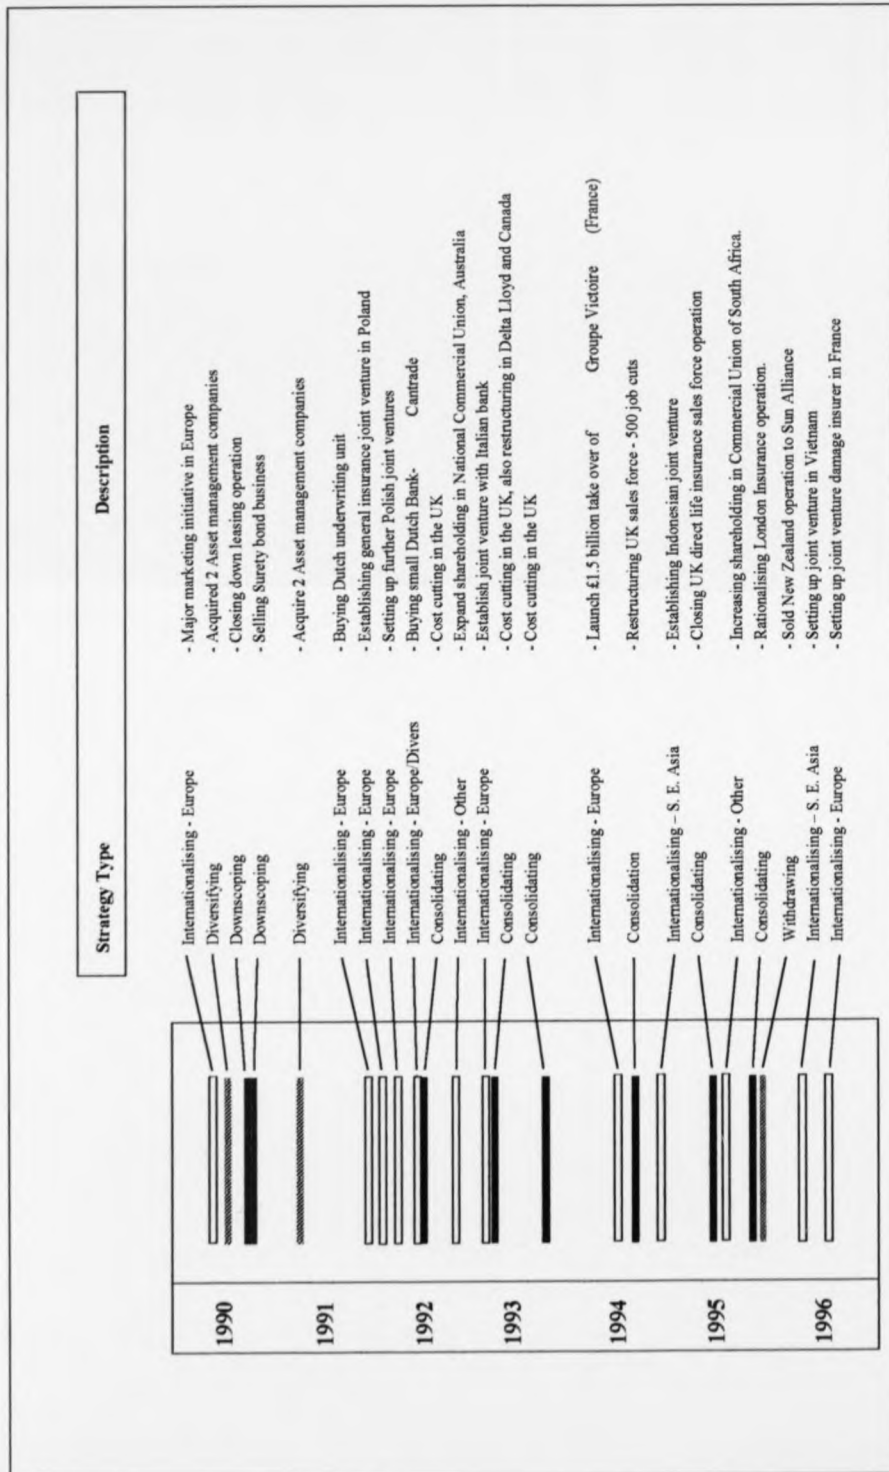 Strategy Type Description
1990
1991
1992
1993
1994
1995
1996
Internationalising - Europe - Major marketing initiative in Europe
Diversifying - Acquired 2 Asset management companies
Downscoping - Closing down leasing operation
Downscoping - Selling Surety bond business
Diversifying - Acquire 2 Asset management companies
Internationalising - Europe - Buying Dutch underwriting unit
Internationalising - Europe - Establishing general insurance joint venture in Poland
Internationalising - Europe - Setting up further Polish joint ventures
Internationalising - Europe/Divers - Buying small Dutch Bank- Cantrade
Consolidating - Cost cutting in the UK
Internationalising - Other - Expand shareholding in National Commercial Union, Australia
Internationalising - Europe - Establish joint venture with Italian bank
Consolidating - Cost cutting in the UK, also restructuring in Delta Lloyd and Canada
Consolidating - Cost cutting in the UK
Internationalising - Europe - Launch £1.5 billion take over of Groupe Victoire (France)
Consolidation - Restructuring UK sales force - 500 job cuts
Internationalising – S. E. Asia - Establishing Indonesian joint venture
Consolidating - Closing UK direct life insurance sales force operation
Internationalising - Other - Increasing shareholding in Commercial Union of South Africa.
Consolidating - Rationalising London Insurance operation.
Withdrawing - Sold New Zealand operation to Sun Alliance
Internationalising – S. E. Asia - Setting up joint venture in Vietnam
Internationalising - Europe - Setting up joint venture damage insurer in France